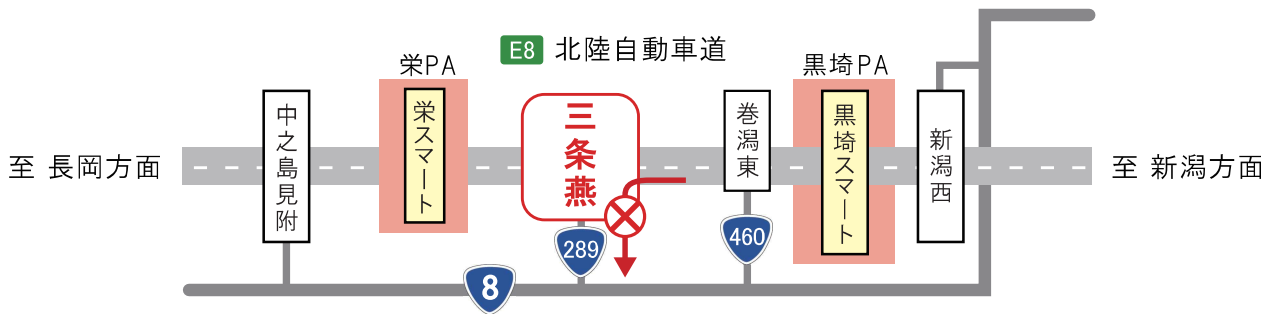 E8 北陸自動車道
栄PA
黒埼PA
至 長岡方面
中之島見附
栄スマート
三条燕
巻潟東
黒埼スマート
新潟西
至 新潟方面
289
460
8